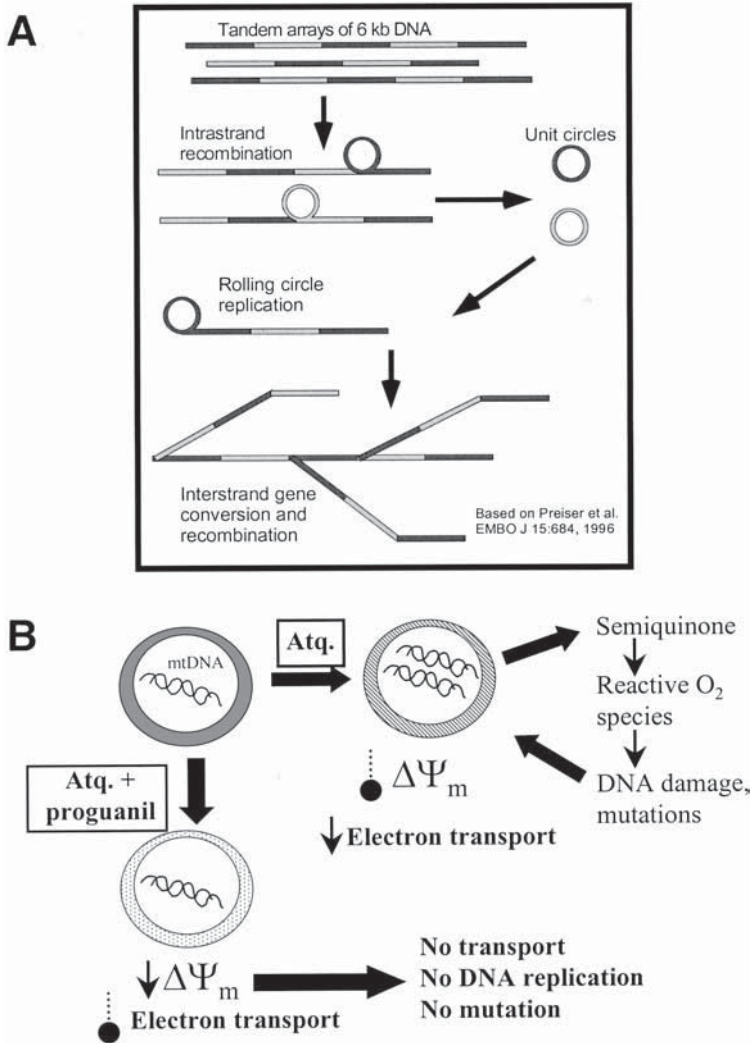 A
Tandem arrays of 6 kb DNA
Intrastrand
recombination
Unit circles
Rolling circle
replication
Interstrand gene
conversion and
recombination
Based on Preiser et al.
EMBO J 15:684, 1996
B
mtDNA
Atq.
Semiquinone
Reactive O₂
species
DNA damage,
mutations
ΔΨₘ
↓ Electron transport
Atq. +
proguanil
↓ ΔΨₘ
Electron transport
No transport
No DNA replication
No mutation